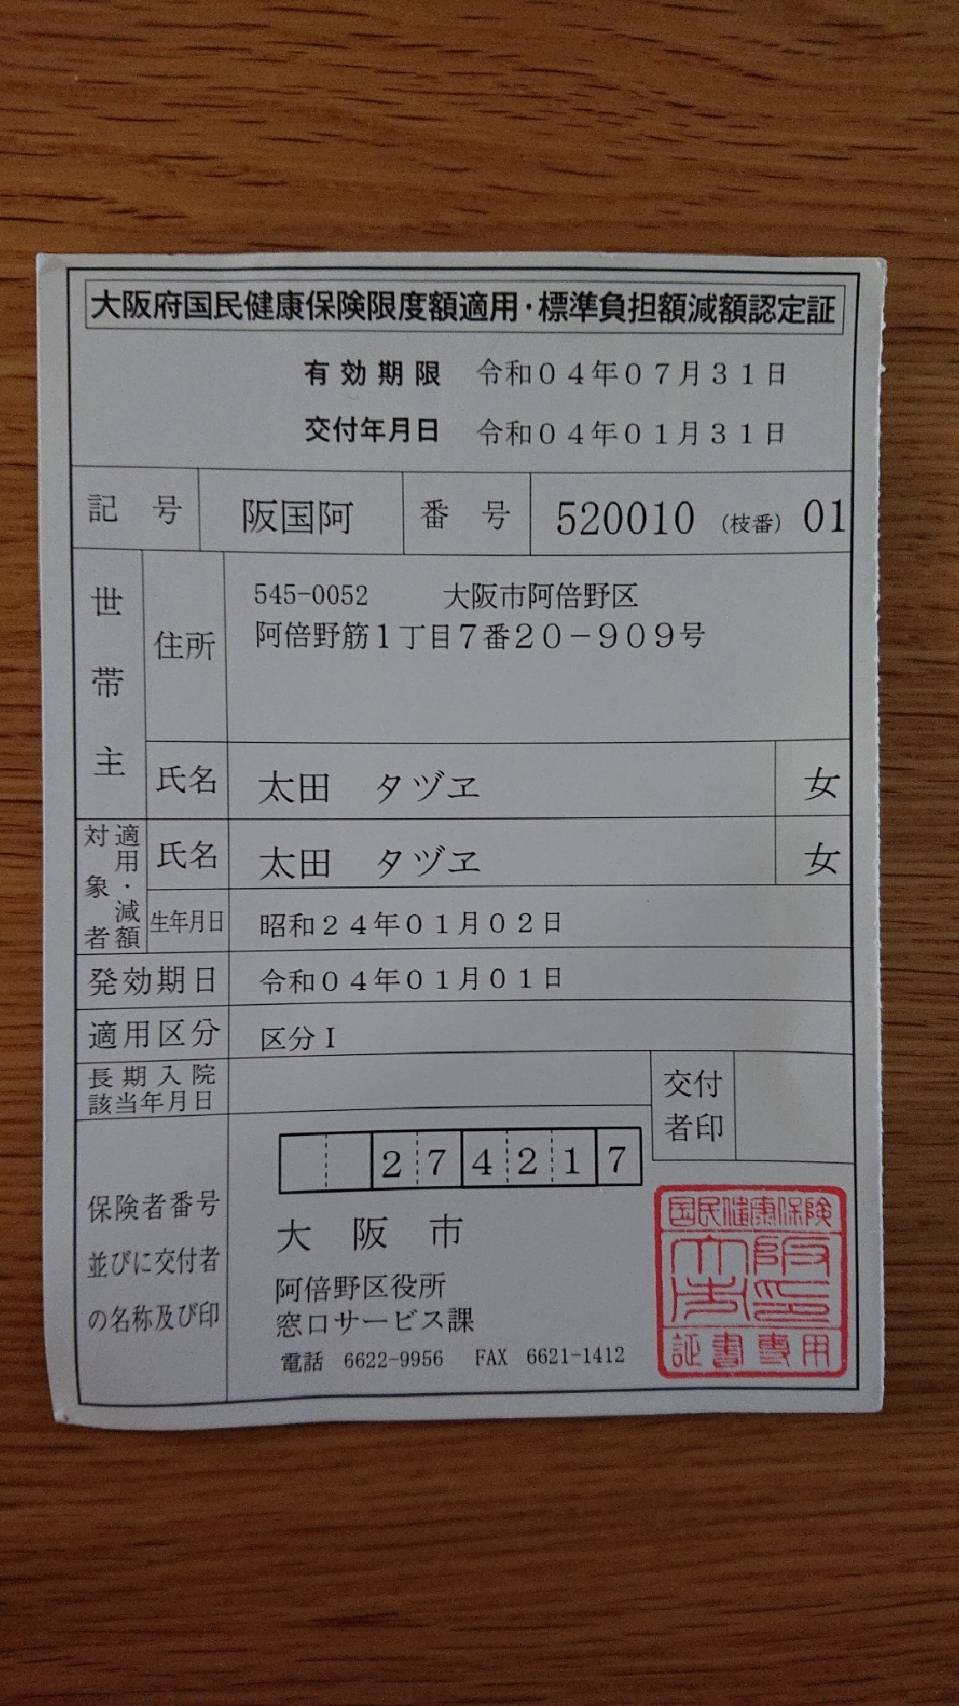 大阪府国民健康保険限度額適用・標準負担額減額認定証
有効期限 令和04年07月31日
交付年月日 令和04年01月31日
記号 阪国阿 番号 520010 (枝番) 01
世帯主
住所 545-0052 大阪市阿倍野区
阿倍野筋1丁目7番20-909号
氏名 太田 タヅヱ 女
適用・減額対象者
氏名 太田 タヅヱ 女
生年月日 昭和24年01月02日
発効期日 令和04年01月01日
適用区分 区分Ⅰ
長期入院
該当年月日
交付
者印
保険者番号
並びに交付者
の名称及び印
274217
大阪市
阿倍野区役所
窓口サービス課
電話 6622-9956 FAX 6621-1412
国民健康保険
大阪市印
証書専用